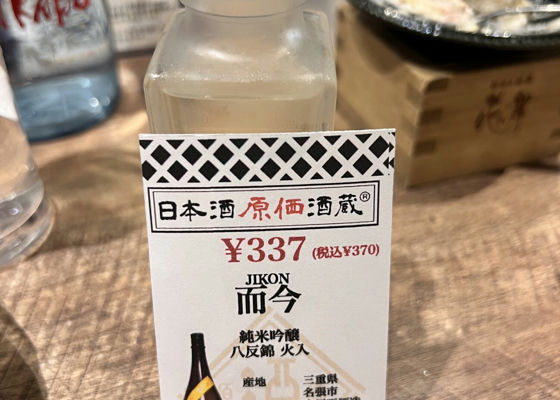 日本酒原価酒蔵®
¥337 (税込¥370)
JIKON
而今
純米吟醸
八反錦 火入
産地 三重県
名張市